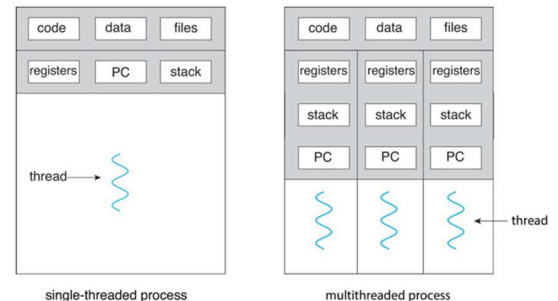 code data files
registers PC stack
thread
single-threaded process
code data files
registers registers registers
stack stack stack
PC PC PC
thread
multithreaded process